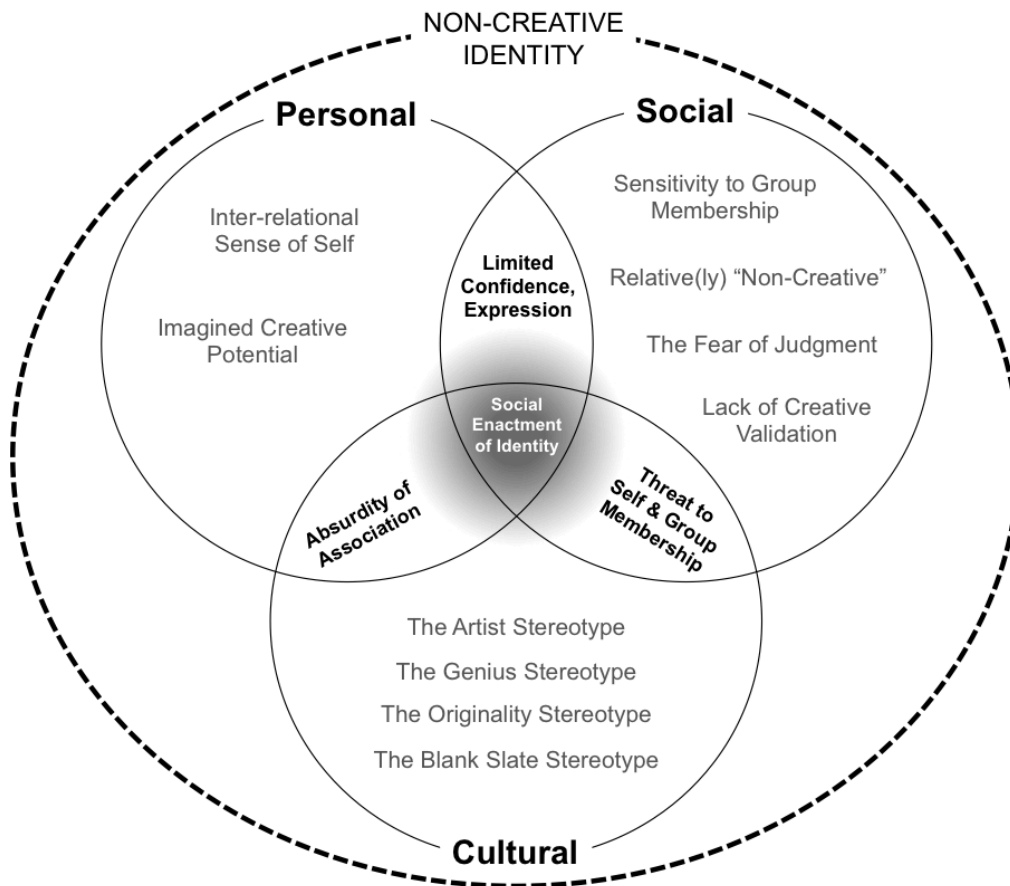 NON-CREATIVE
IDENTITY
Personal
Social
Inter-relational
Sense of Self
Imagined Creative
Potential
Sensitivity to Group
Membership
Relative(ly) “Non-Creative”
The Fear of Judgment
Lack of Creative
Validation
Limited
Confidence,
Expression
Social
Enactment
of Identity
Absurdity of
Association
Threat to
Self & Group
Membership
The Artist Stereotype
The Genius Stereotype
The Originality Stereotype
The Blank Slate Stereotype
Cultural